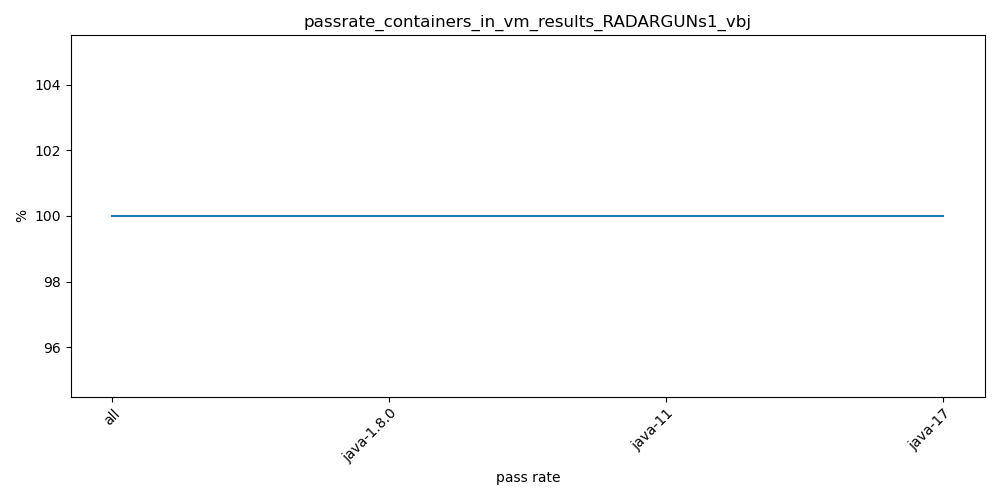 passrate_containers_in_vm_results_RADARGUNs1_vbj
104
102
100
98
96
%
all
java-1.8.0
java-11
java-17
pass rate